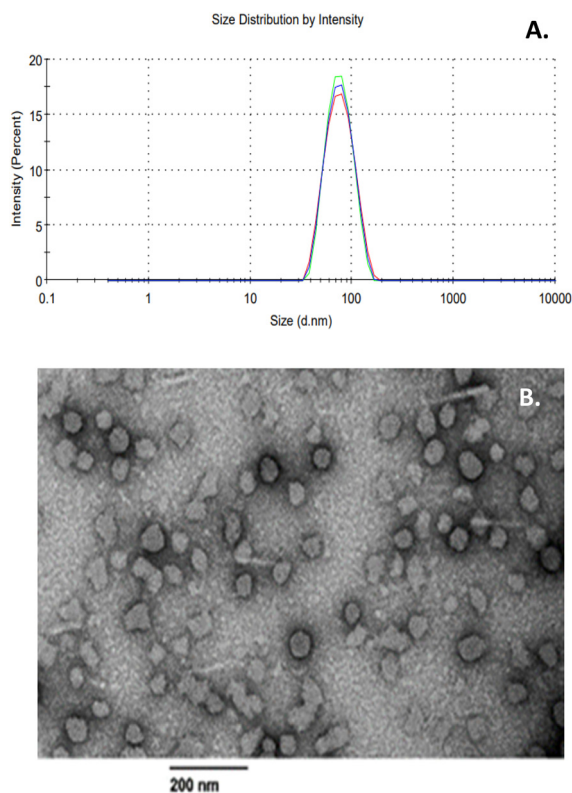 Size Distribution by Intensity
A.
20
15
10
5
0
Intensity (Percent)
0.1 1 10 100 1000 10000
Size (d.nm)
B.
200 nm